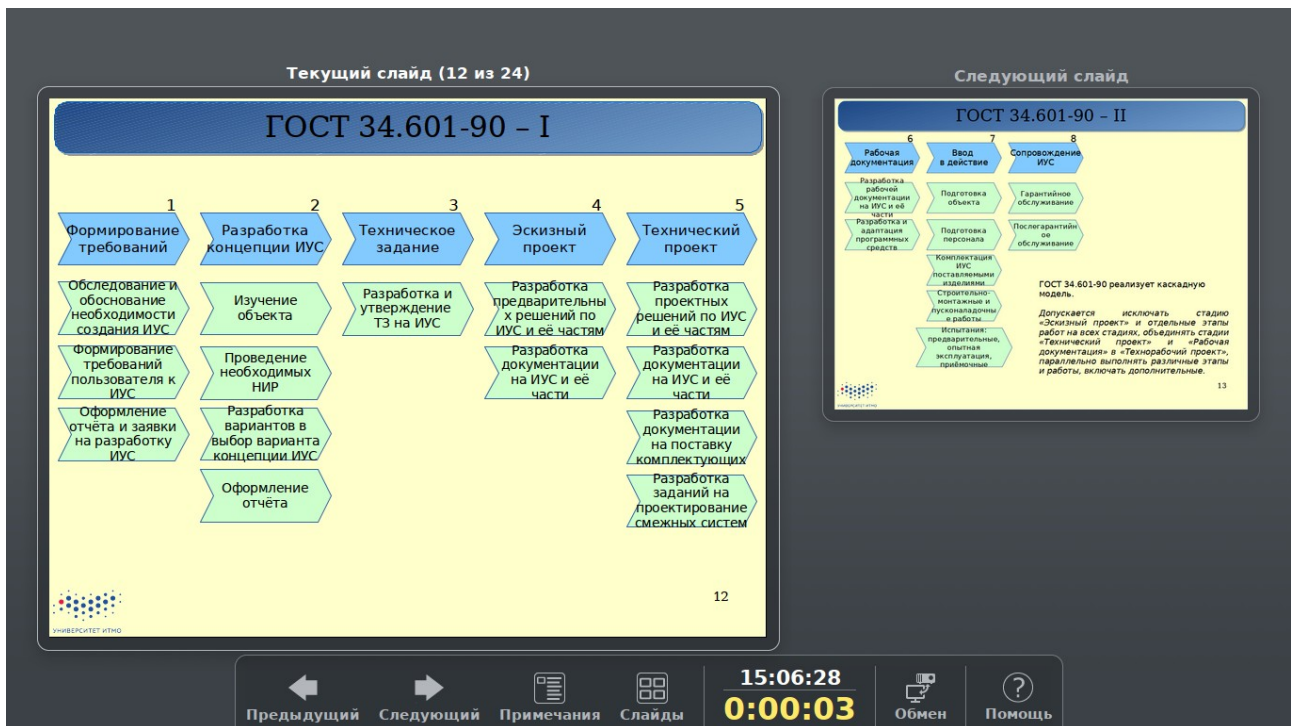 Текущий слайд (12 из 24)
ГОСТ 34.601-90 – I
1
Формирование
требований
Обследование и
обоснование
необходимости
создания ИУС
Формирование
требований
пользователя к
ИУС
Оформление
отчёта и заявки
на разработку
ИУС
2
Разработка
концепции ИУС
Изучение
объекта
Проведение
необходимых
НИР
Разработка
вариантов в
выбор варианта
концепции ИУС
Оформление
отчёта
3
Техническое
задание
Разработка и
утверждение
ТЗ на ИУС
4
Эскизный
проект
Разработка
предварительны
х решений по
ИУС и её частям
Разработка
документации
на ИУС и её
части
5
Технический
проект
Разработка
проектных
решений по ИУС
и её частям
Разработка
документации
на ИУС и её
части
Разработка
документации
на поставку
комплектующих
Разработка
заданий на
проектирование
смежных систем
УНИВЕРСИТЕТ ИТМО
12
Следующий слайд
ГОСТ 34.601-90 – II
6
Рабочая
документация
Разработка
рабочей
документации
на ИУС и её
части
Разработка и
адаптация
программных
средств
7
Ввод
в действие
Подготовка
объекта
Подготовка
персонала
Комплектация
ИУС
поставляемыми
изделиями
Строительно-
монтажные и
пусконаладочны
е работы
Испытания:
предварительные,
опытная
эксплуатация,
приёмочные
8
Сопровождение
ИУС
Гарантийное
обслуживание
Послегарантийн
ое
обслуживание
ГОСТ 34.601-90 реализует каскадную
модель.
Допускается исключать стадию
«Эскизный проект» и отдельные этапы
работ на всех стадиях, объединять стадии
«Технический проект» и «Рабочая
документация» в «Технорабочий проект»,
параллельно выполнять различные этапы
и работы, включать дополнительные.
УНИВЕРСИТЕТ ИТМО
13
Предыдущий
Следующий
Примечания
Слайды
15:06:28
0:00:03
Обмен
?
Помощь